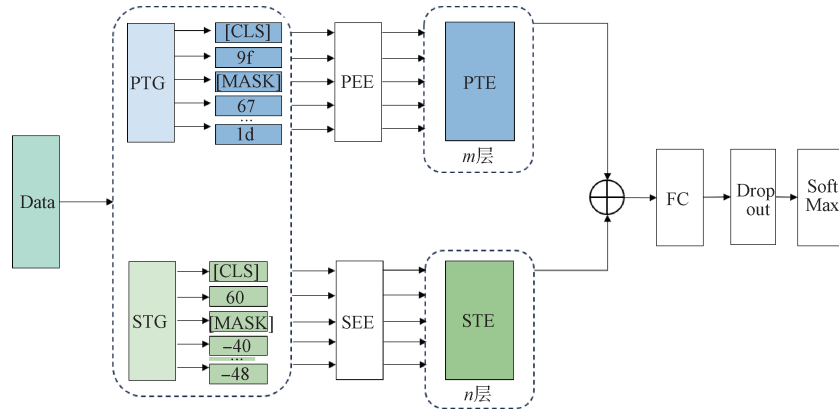 Data
PTG
[CLS]
9f
[MASK]
67
...
1d
PEE
PTE
m层
STG
[CLS]
60
[MASK]
−40
...
−48
SEE
STE
n层
FC
Drop
out
Soft
Max